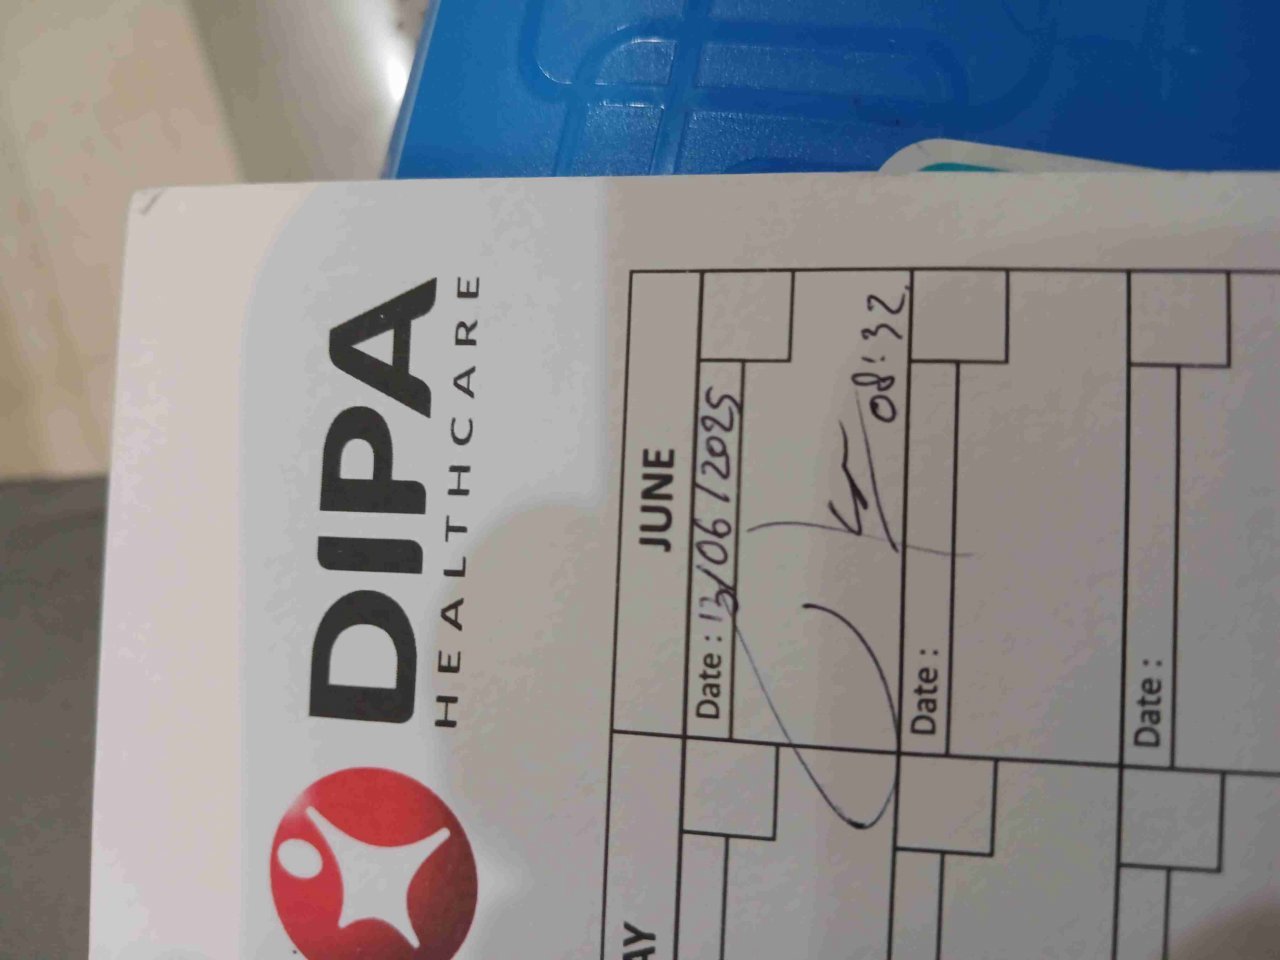 DIPA
HEALTHCARE
AY
JUNE
Date : 13/06/2025
08:32
Date :
Date :